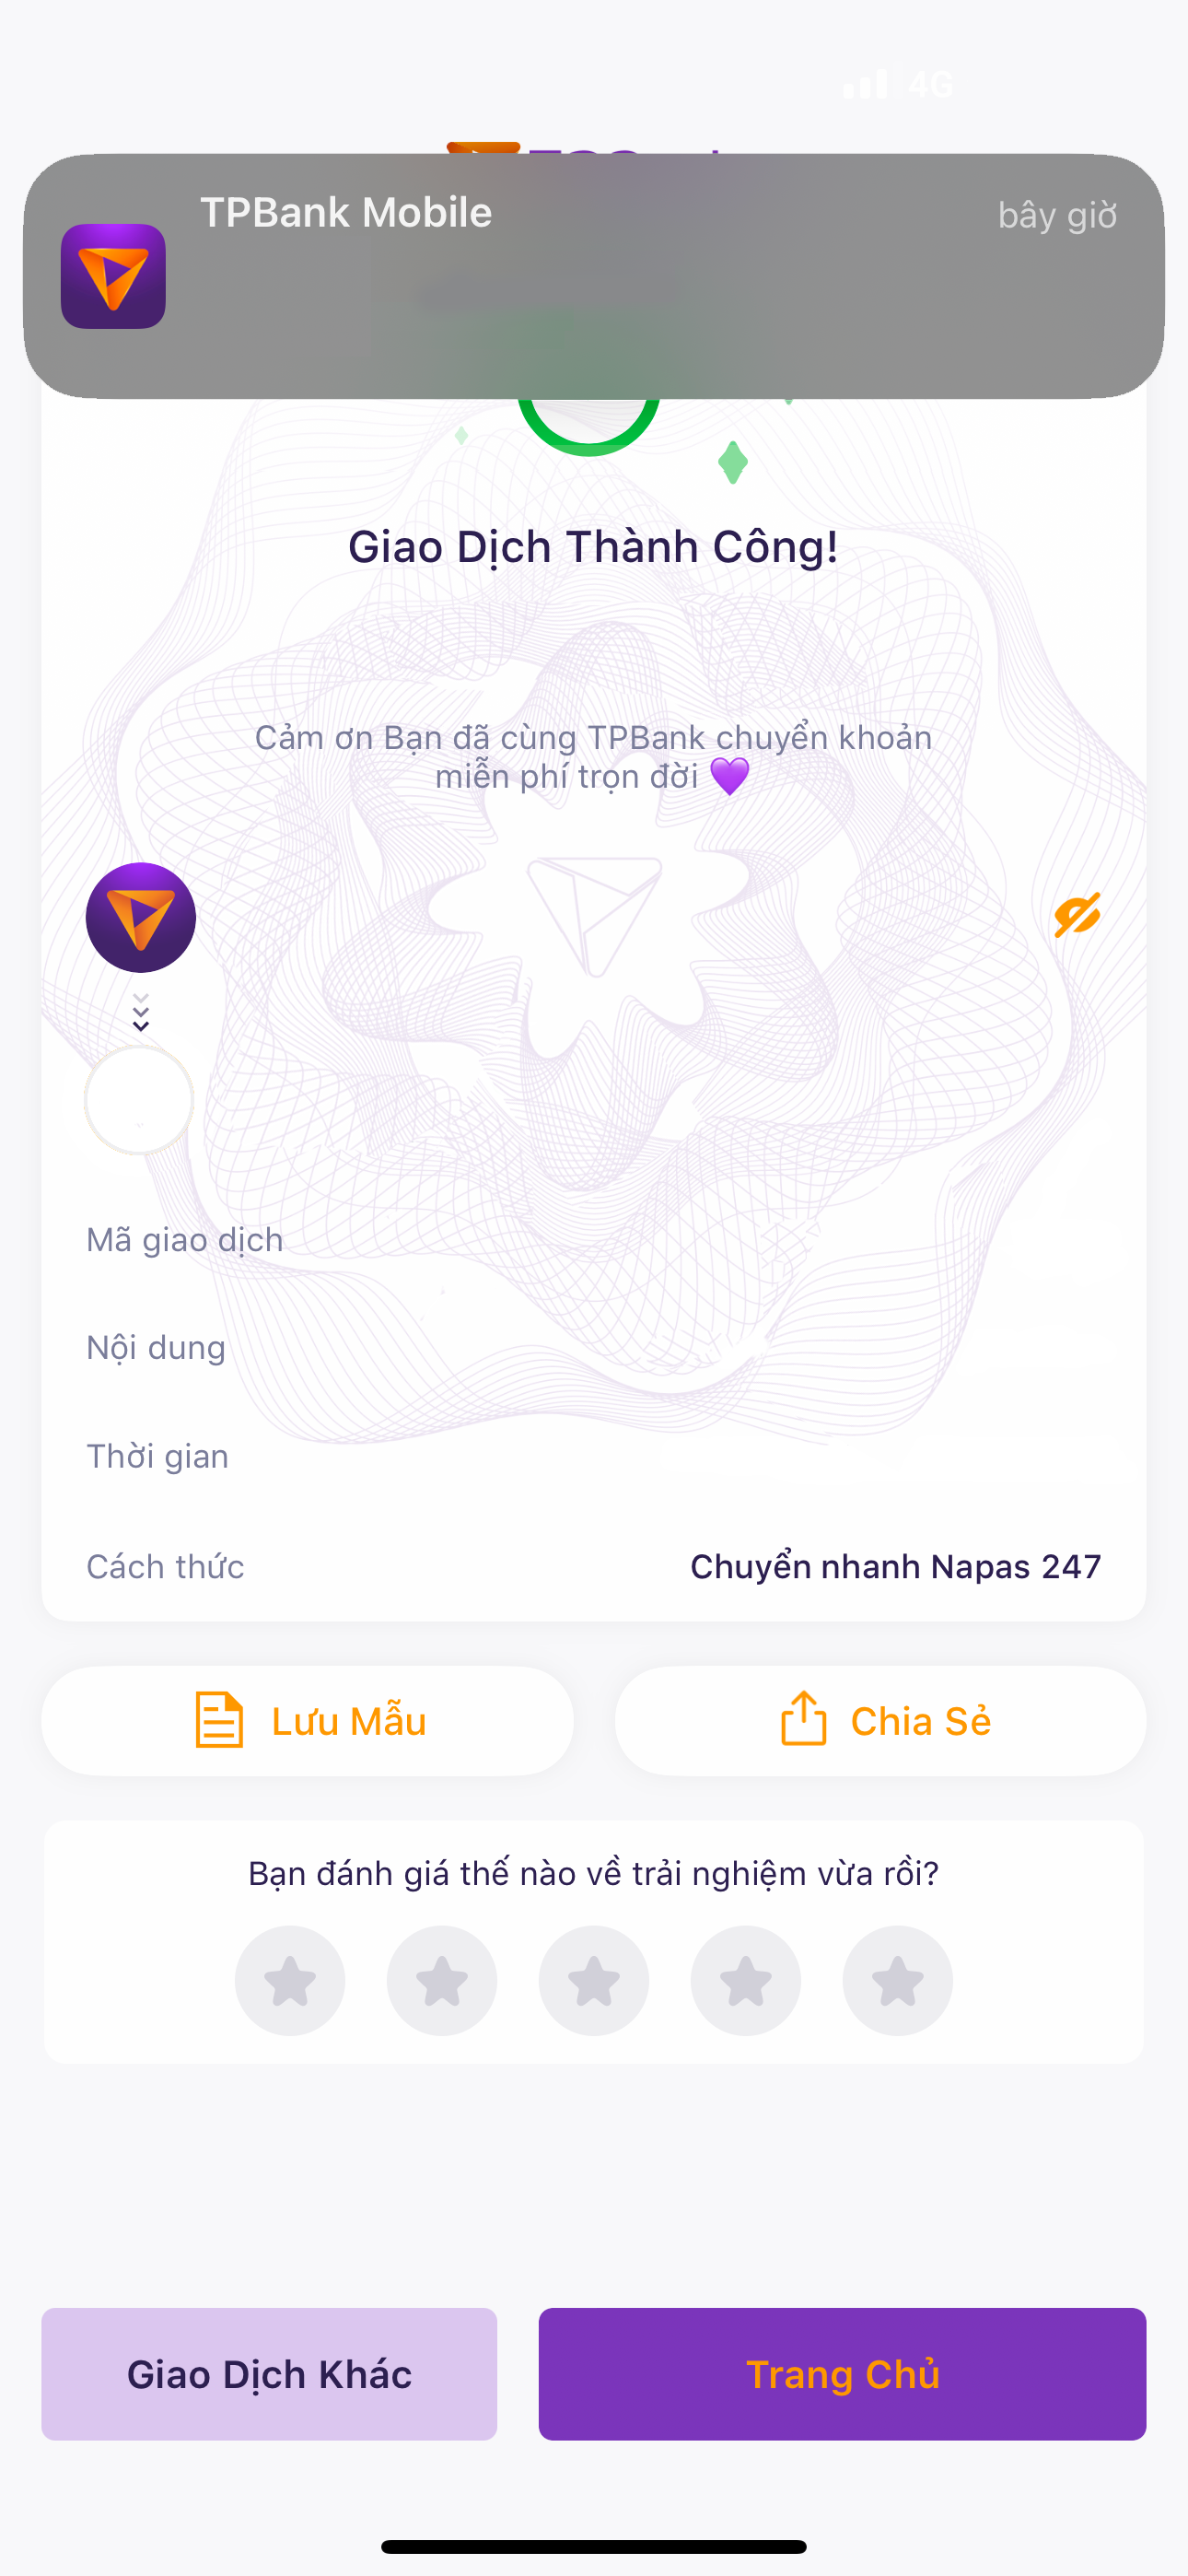 4G
TPBank Mobile
bây giờ
Giao Dịch Thành Công!
Cảm ơn Bạn đã cùng TPBank chuyển khoản
miễn phí trọn đời 💜
Mã giao dịch
Nội dung
Thời gian
Cách thức
Chuyển nhanh Napas 247
Lưu Mẫu
Chia Sẻ
Bạn đánh giá thế nào về trải nghiệm vừa rồi?
Giao Dịch Khác
Trang Chủ